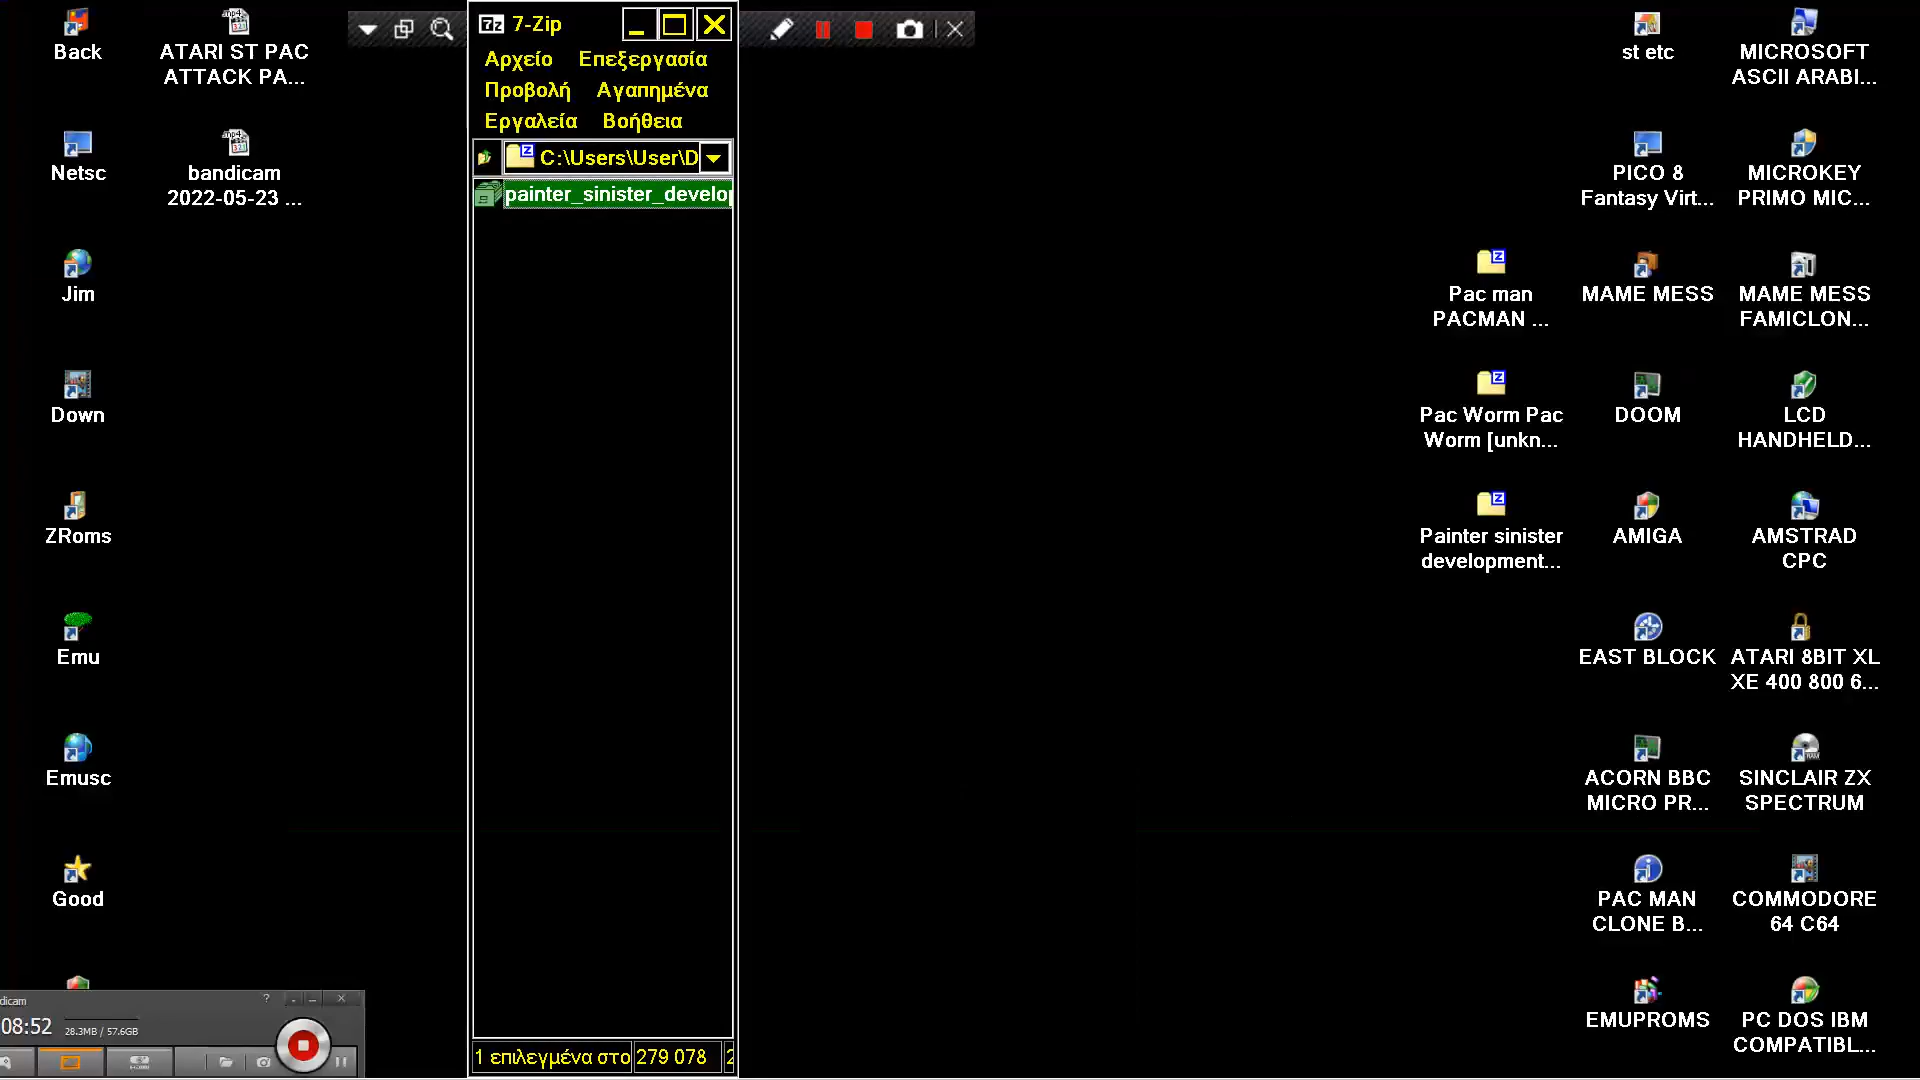 Back
ATARI ST PAC
ATTACK PA...
Netsc
bandicam
2022-05-23 ...
Jim
Down
ZRoms
Emu
Emusc
Good
7-Zip
Αρχείο Επεξεργασία
Προβολή Αγαπημένα
Εργαλεία Βοήθεια
C:\Users\User\D
painter_sinister_develop
1 επιλεγμένα στο 279 078 2
st etc
MICROSOFT
ASCII ARABI...
PICO 8
Fantasy Virt...
MICROKEY
PRIMO MIC...
Pac man
PACMAN ...
MAME MESS
MAME MESS
FAMICLON...
Pac Worm Pac
Worm [unkn...
DOOM
LCD
HANDHELD...
Painter sinister
development...
AMIGA
AMSTRAD
CPC
EAST BLOCK
ATARI 8BIT XL
XE 400 800 6...
ACORN BBC
MICRO PR...
SINCLAIR ZX
SPECTRUM
PAC MAN
CLONE B...
COMMODORE
64 C64
EMUPROMS
PC DOS IBM
COMPATIBL...
dicam
08:52
28.3MB / 57.6GB